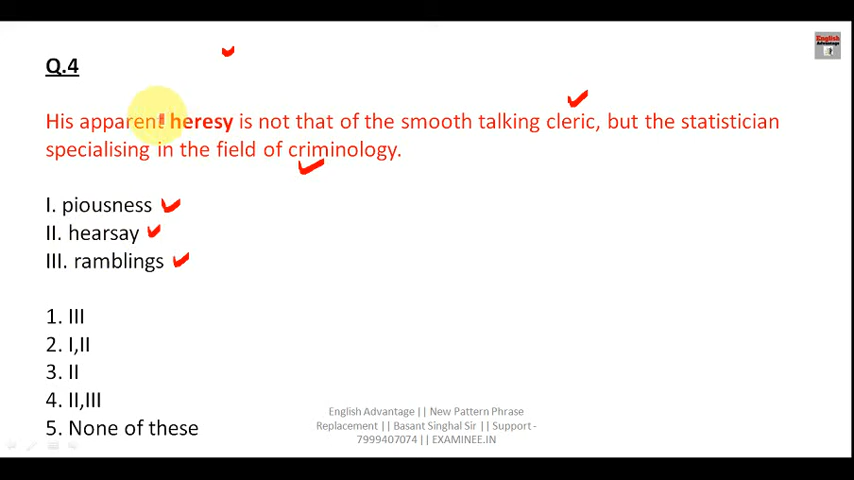 English
Advantage
Q.4
His apparent heresy is not that of the smooth talking cleric, but the statistician
specialising in the field of criminology.
I. piousness
II. hearsay
III. ramblings
1. III
2. I,II
3. II
4. II,III
5. None of these
English Advantage || New Pattern Phrase
Replacement || Basant Singhal Sir || Support -
7999407074 || EXAMINEE.IN